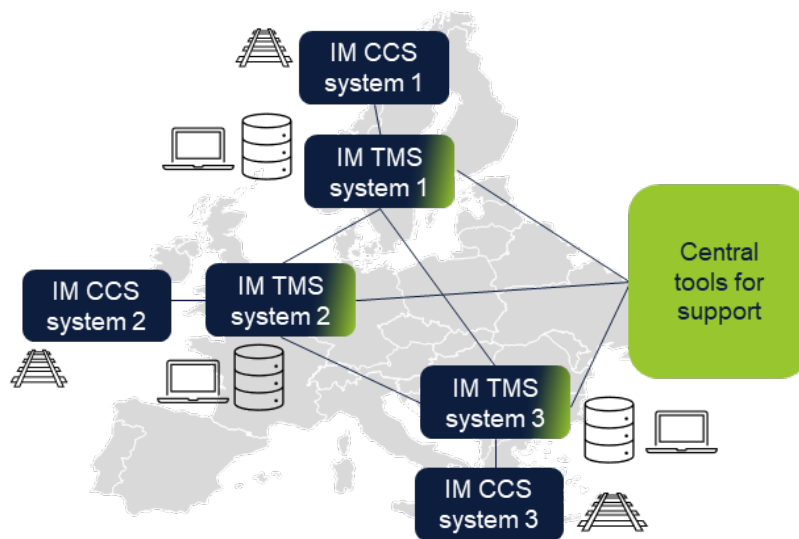 IM CCS
system 1
IM TMS
system 1
Central
tools for
support
IM CCS
system 2
IM TMS
system 2
IM TMS
system 3
IM CCS
system 3